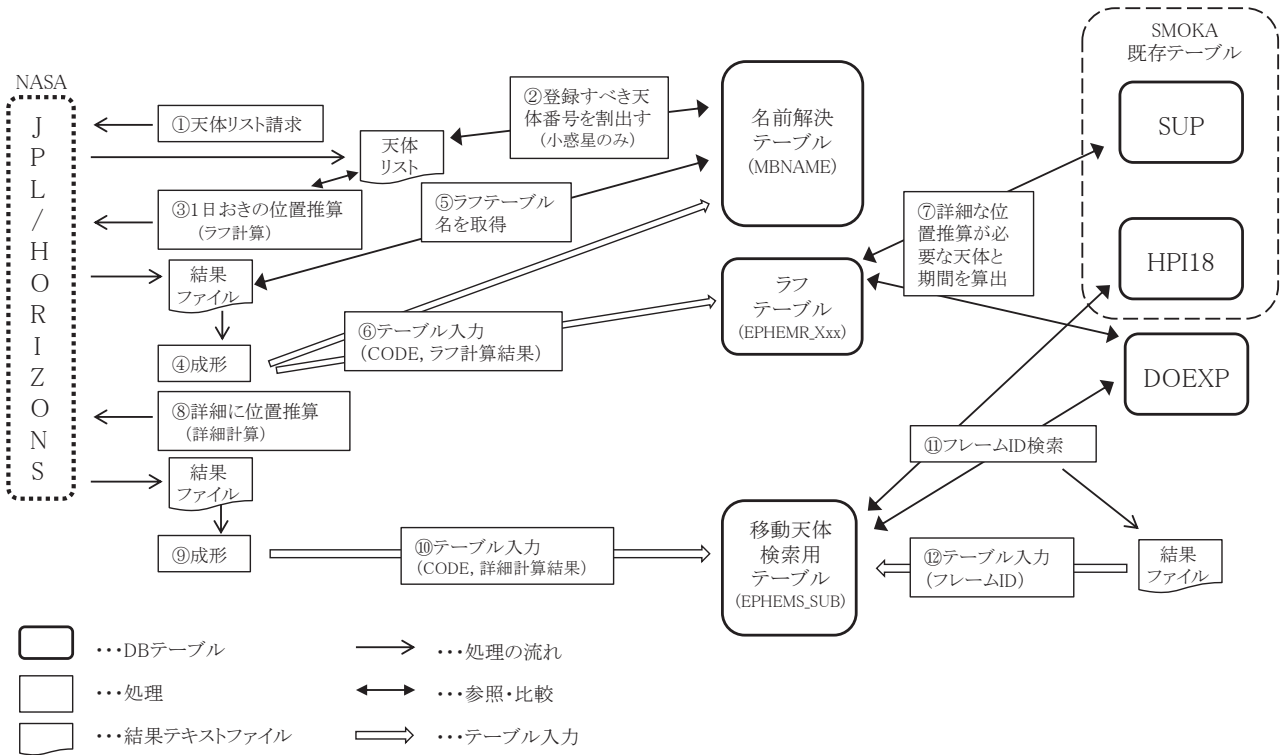 NASA
JPL/HORIZONS
①天体リスト請求
天体
リスト
②登録すべき天
体番号を割出す
(小惑星のみ)
名前解決
テーブル
(MBNAME)
SMOKA
既存テーブル
SUP
HPI18
DOEXP
③1日おきの位置推算
(ラフ計算)
⑤ラフテーブル
名を取得
⑦詳細な位
置推算が必
要な天体と
期間を算出
結果
ファイル
ラフ
テーブル
(EPHEMR_Xxx)
④成形
⑥テーブル入力
(CODE, ラフ計算結果)
⑧詳細に位置推算
(詳細計算)
⑪フレームID検索
結果
ファイル
⑨成形
⑩テーブル入力
(CODE, 詳細計算結果)
移動天体
検索用
テーブル
(EPHEMS_SUB)
⑫テーブル入力
(フレームID)
結果
ファイル
・・・DBテーブル
・・・処理の流れ
・・・処理
・・・参照・比較
・・・結果テキストファイル
・・・テーブル入力